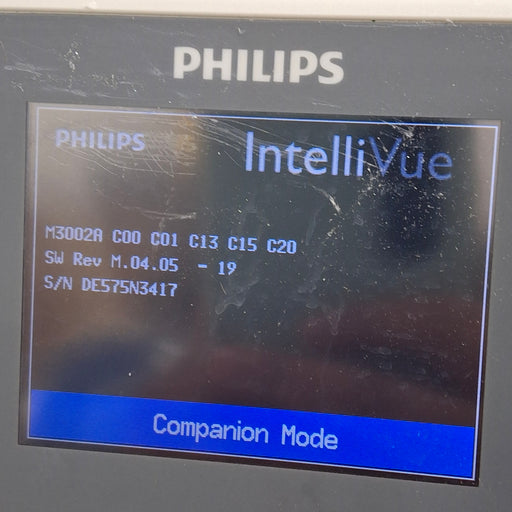 PHILIPS
PHILIPS IntelliVue
M3002A C00 C01 C13 C15 C20
SW Rev M.04.05 - 19
S/N DE575N3417
Companion Mode